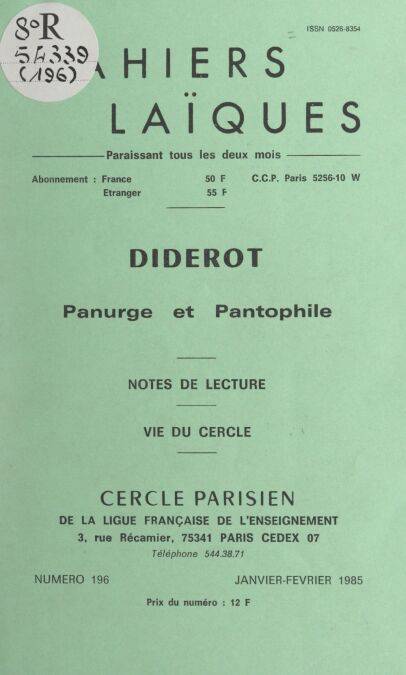 ISSN 0526-8354
8°R
5A339
(196)
AHIERS
LAÏQUES
Paraissant tous les deux mois
Abonnement : France 50 F C.C.P. Paris 5256-10 W
Etranger 55 F
DIDEROT
Panurge et Pantophile
NOTES DE LECTURE
VIE DU CERCLE
CERCLE PARISIEN
DE LA LIGUE FRANÇAISE DE L'ENSEIGNEMENT
3, rue Récamier, 75341 PARIS CEDEX 07
Téléphone 544.38.71
NUMERO 196 JANVIER-FEVRIER 1985
Prix du numéro : 12 F